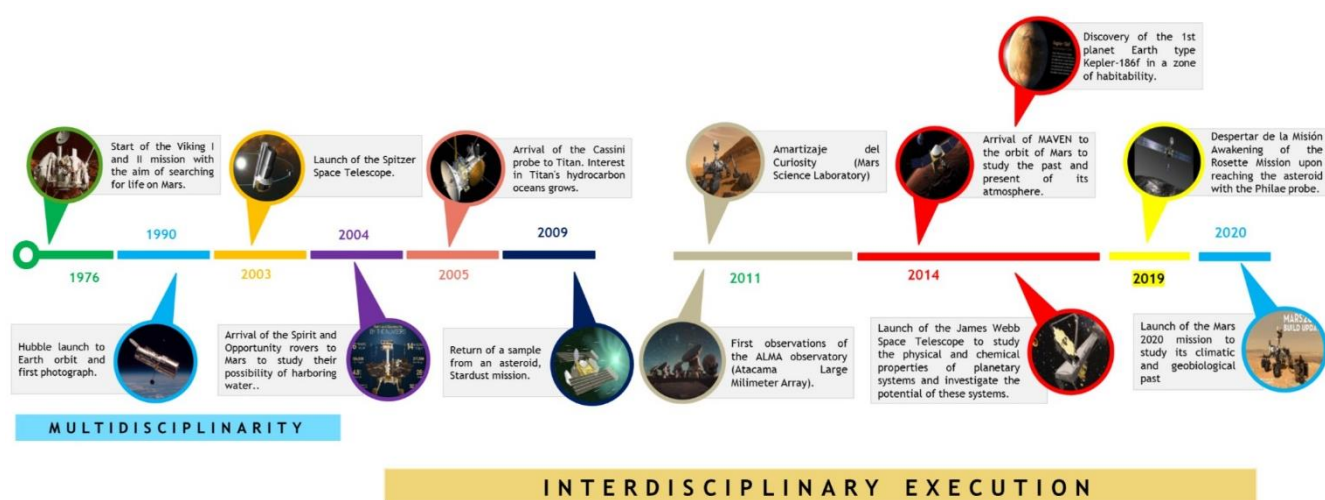 Discovery of the 1st
planet Earth type
Kepler-186f in a zone
of habitability.
Start of the Viking I
and II mission with
the aim of searching
for life on Mars.
Launch of the Spitzer
Space Telescope.
Arrival of the Cassini
probe to Titan. Interest
in Titan's hydrocarbon
oceans grows.
Amartizaje del
Curiosity (Mars
Science Laboratory)
Arrival of MAVEN to
the orbit of Mars to
study the past and
present of its
atmosphere.
Despertar de la Misión
Awakening of the
Rosette Mission upon
reaching the asteroid
with the Philae probe.
1976
1990
2003
2004
2005
2009
2011
2014
2019
2020
Hubble launch to
Earth orbit and
first photograph.
Arrival of the Spirit and
Opportunity rovers to
Mars to study their
possibility of harboring
water..
Return of a sample
from an asteroid,
Stardust mission.
First observations of
the ALMA observatory
(Atacama Large
Milimeter Array).
Launch of the James Webb
Space Telescope to study
the physical and chemical
properties of planetary
systems and investigate the
potential of these systems.
Launch of the Mars
2020 mission to
study its climatic
and geobiological
past
BUILD UPDATE
MULTIDISCIPLINARITY
INTERDISCIPLINARY EXECUTION